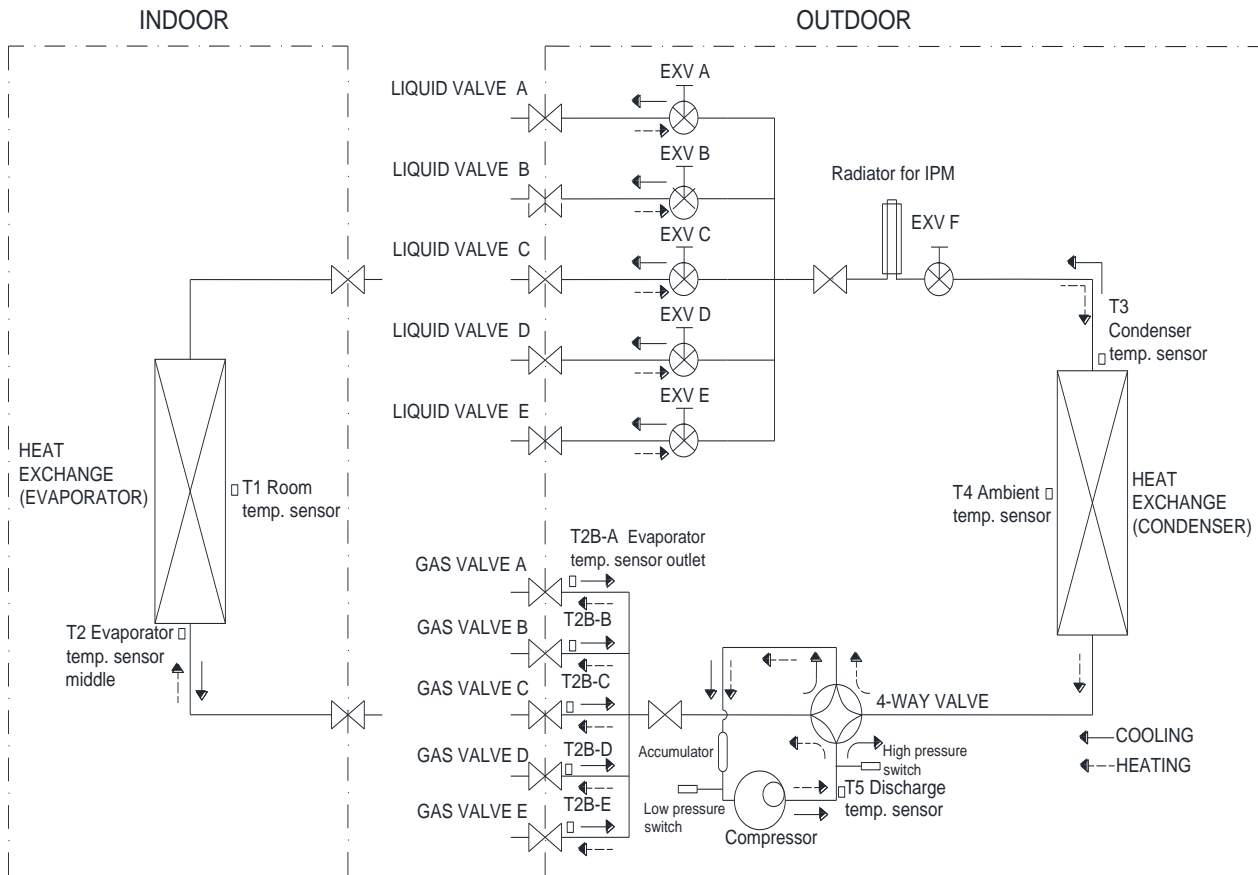 INDOOR
OUTDOOR
LIQUID VALVE A
EXV A
LIQUID VALVE B
EXV B
Radiator for IPM
LIQUID VALVE C
EXV C
EXV F
LIQUID VALVE D
EXV D
T3
Condenser
temp. sensor
LIQUID VALVE E
EXV E
HEAT
EXCHANGE
(EVAPORATOR)
T1 Room
temp. sensor
T4 Ambient
temp. sensor
HEAT
EXCHANGE
(CONDENSER)
T2B-A Evaporator
temp. sensor outlet
GAS VALVE A
T2 Evaporator
temp. sensor
middle
GAS VALVE B
T2B-B
GAS VALVE C
T2B-C
4-WAY VALVE
GAS VALVE D
T2B-D
Accumulator
High pressure
switch
COOLING
HEATING
GAS VALVE E
T2B-E
Low pressure
switch
T5 Discharge
temp. sensor
Compressor